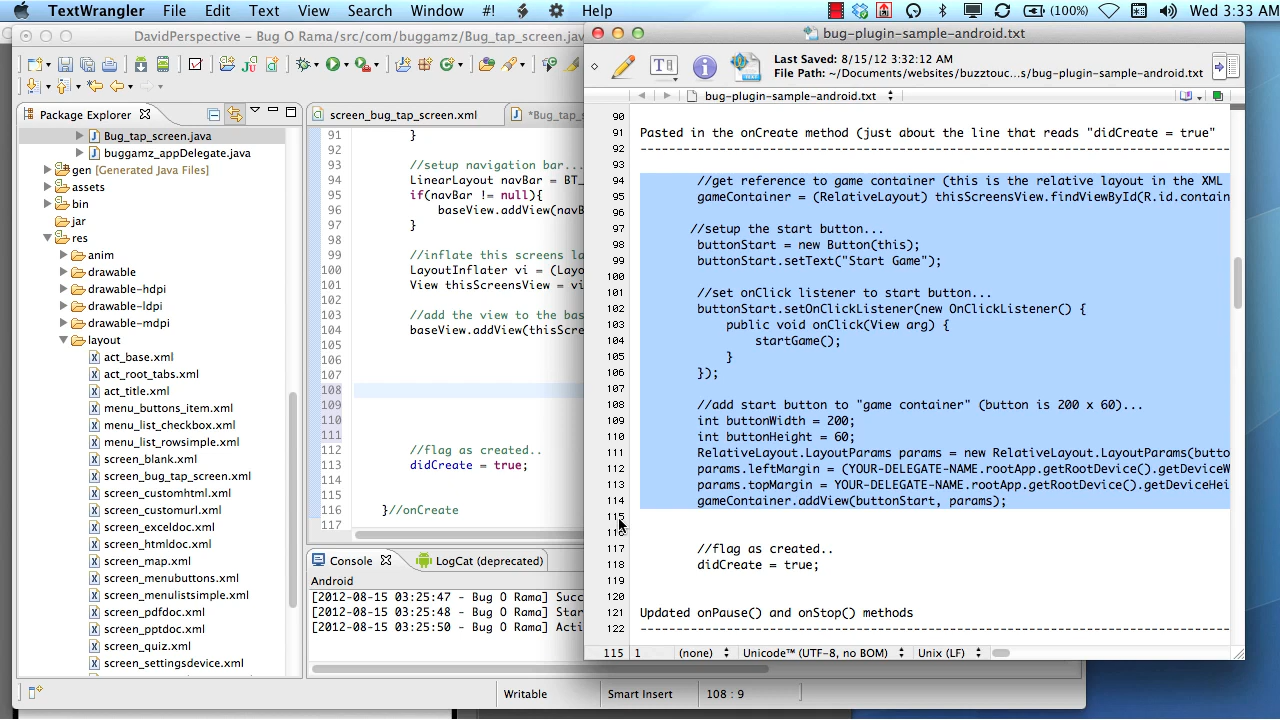 TextWrangler File Edit Text View Search Window #! Help (100%) Wed 3:33 AM
DavidPerspective – Bug O Rama/src/com/buggamz/Bug_tap_screen.jav
Package Explorer
Bug_tap_screen.java
buggamz_appDelegate.java
gen [Generated Java Files]
assets
bin
jar
res
anim
drawable
drawable-hdpi
drawable-ldpi
drawable-mdpi
layout
act_base.xml
act_root_tabs.xml
act_title.xml
menu_buttons_item.xml
menu_list_checkbox.xml
menu_list_rowsimple.xml
screen_blank.xml
screen_bug_tap_screen.xml
screen_customhtml.xml
screen_customurl.xml
screen_exceldoc.xml
screen_htmldoc.xml
screen_map.xml
screen_menubuttons.xml
screen_menulistsimple.xml
screen_pdfdoc.xml
screen_pptdoc.xml
screen_quiz.xml
screen_settingsdevice.xml
screen_bug_tap_screen.xml *Bug_tap_s
91 }
92
93 //setup navigation bar...
94 LinearLayout navBar = BT_
95 if(navBar != null){
96 baseView.addView(navB
97 }
98
99 //inflate this screens la
100 LayoutInflater vi = (Layo
101 View thisScreensView = vi
102
103 //add the view to the bas
104 baseView.addView(thisScre
105
106
107
108
109
110
111
112 //flag as created..
113 didCreate = true;
114
115
116 }//onCreate
117
Console LogCat (deprecated)
Android
[2012-08-15 03:25:47 - Bug O Rama] Succ
[2012-08-15 03:25:48 - Bug O Rama] Star
[2012-08-15 03:25:50 - Bug O Rama] Acti
Writable Smart Insert 108 : 9
bug-plugin-sample-android.txt
Last Saved: 8/15/12 3:32:12 AM
File Path: ~/Documents/websites/buzztouc…s/bug-plugin-sample-android.txt
bug-plugin-sample-android.txt
90
91 Pasted in the onCreate method (just about the line that reads "didCreate = true"
92 ----------------------------------------------------------------------------------
93
94 //get reference to game container (this is the relative layout in the XML
95 gameContainer = (RelativeLayout) thisScreensView.findViewById(R.id.contain
96
97 //setup the start button...
98 buttonStart = new Button(this);
99 buttonStart.setText("Start Game");
100
101 //set onClick listener to start button...
102 buttonStart.setOnClickListener(new OnClickListener() {
103 public void onClick(View arg) {
104 startGame();
105 }
106 });
107
108 //add start button to "game container" (button is 200 x 60)...
109 int buttonWidth = 200;
110 int buttonHeight = 60;
111 RelativeLayout.LayoutParams params = new RelativeLayout.LayoutParams(butto
112 params.leftMargin = (YOUR-DELEGATE-NAME.rootApp.getRootDevice().getDeviceW
113 params.topMargin = YOUR-DELEGATE-NAME.rootApp.getRootDevice().getDeviceHei
114 gameContainer.addView(buttonStart, params);
115
116
117 //flag as created..
118 didCreate = true;
119
120
121 Updated onPause() and onStop() methods
122 ----------------------------------------------------------------------------------
115 1 (none) Unicode™ (UTF-8, no BOM) Unix (LF)